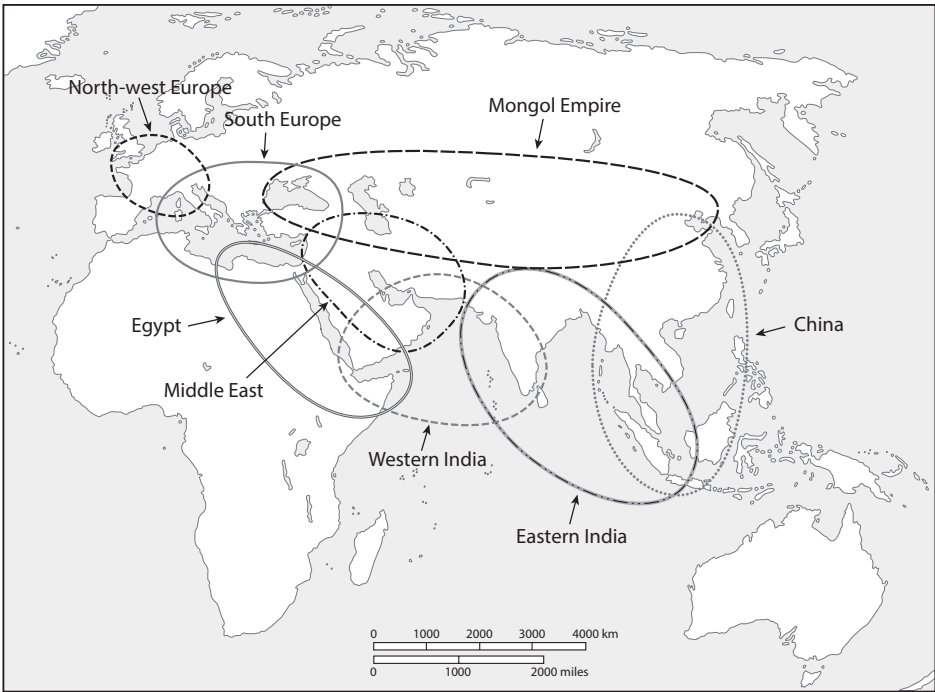 North-west Europe
South Europe
Mongol Empire
Egypt
China
Middle East
Western India
Eastern India
0 1000 2000 3000 4000 km
0 1000 2000 miles